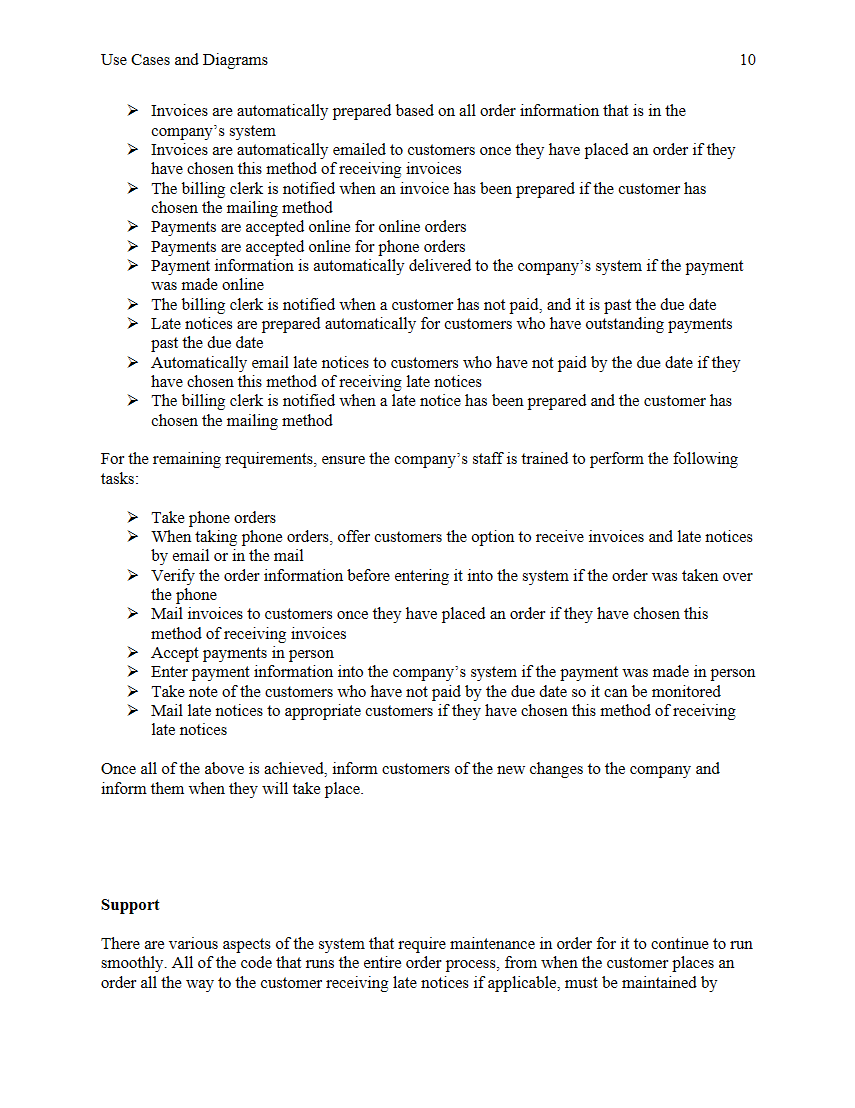 Use Cases and Diagrams 10
➢ Invoices are automatically prepared based on all order information that is in the
company’s system
➢ Invoices are automatically emailed to customers once they have placed an order if they
have chosen this method of receiving invoices
➢ The billing clerk is notified when an invoice has been prepared if the customer has
chosen the mailing method
➢ Payments are accepted online for online orders
➢ Payments are accepted online for phone orders
➢ Payment information is automatically delivered to the company’s system if the payment
was made online
➢ The billing clerk is notified when a customer has not paid, and it is past the due date
➢ Late notices are prepared automatically for customers who have outstanding payments
past the due date
➢ Automatically email late notices to customers who have not paid by the due date if they
have chosen this method of receiving late notices
➢ The billing clerk is notified when a late notice has been prepared and the customer has
chosen the mailing method
For the remaining requirements, ensure the company’s staff is trained to perform the following
tasks:
➢ Take phone orders
➢ When taking phone orders, offer customers the option to receive invoices and late notices
by email or in the mail
➢ Verify the order information before entering it into the system if the order was taken over
the phone
➢ Mail invoices to customers once they have placed an order if they have chosen this
method of receiving invoices
➢ Accept payments in person
➢ Enter payment information into the company’s system if the payment was made in person
➢ Take note of the customers who have not paid by the due date so it can be monitored
➢ Mail late notices to appropriate customers if they have chosen this method of receiving
late notices
Once all of the above is achieved, inform customers of the new changes to the company and
inform them when they will take place.
Support
There are various aspects of the system that require maintenance in order for it to continue to run
smoothly. All of the code that runs the entire order process, from when the customer places an
order all the way to the customer receiving late notices if applicable, must be maintained by